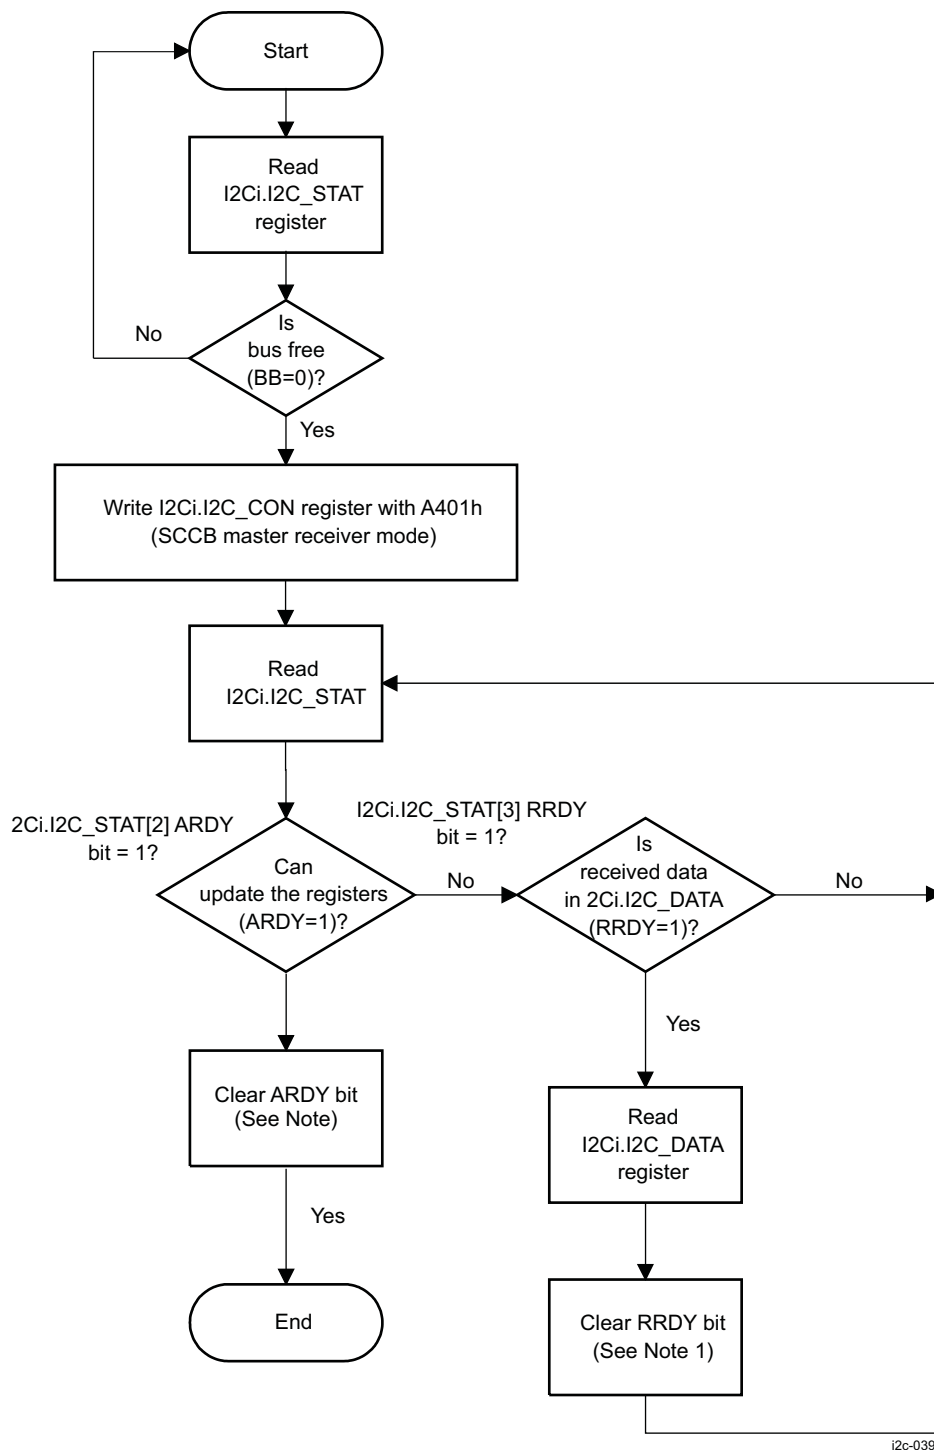 Start
Read
I2Ci.I2C_STAT
register
Is
bus free
(BB=0)?
No
Yes
Write I2Ci.I2C_CON register with A401h
(SCCB master receiver mode)
Read
I2Ci.I2C_STAT
2Ci.I2C_STAT[2] ARDY
bit = 1?
Can
update the registers
(ARDY=1)?
No
I2Ci.I2C_STAT[3] RRDY
bit = 1?
Is
received data
in 2Ci.I2C_DATA
(RRDY=1)?
No
Yes
Clear ARDY bit
(See Note)
Yes
End
Read
I2Ci.I2C_DATA
register
Clear RRDY bit
(See Note 1)
i2c-039